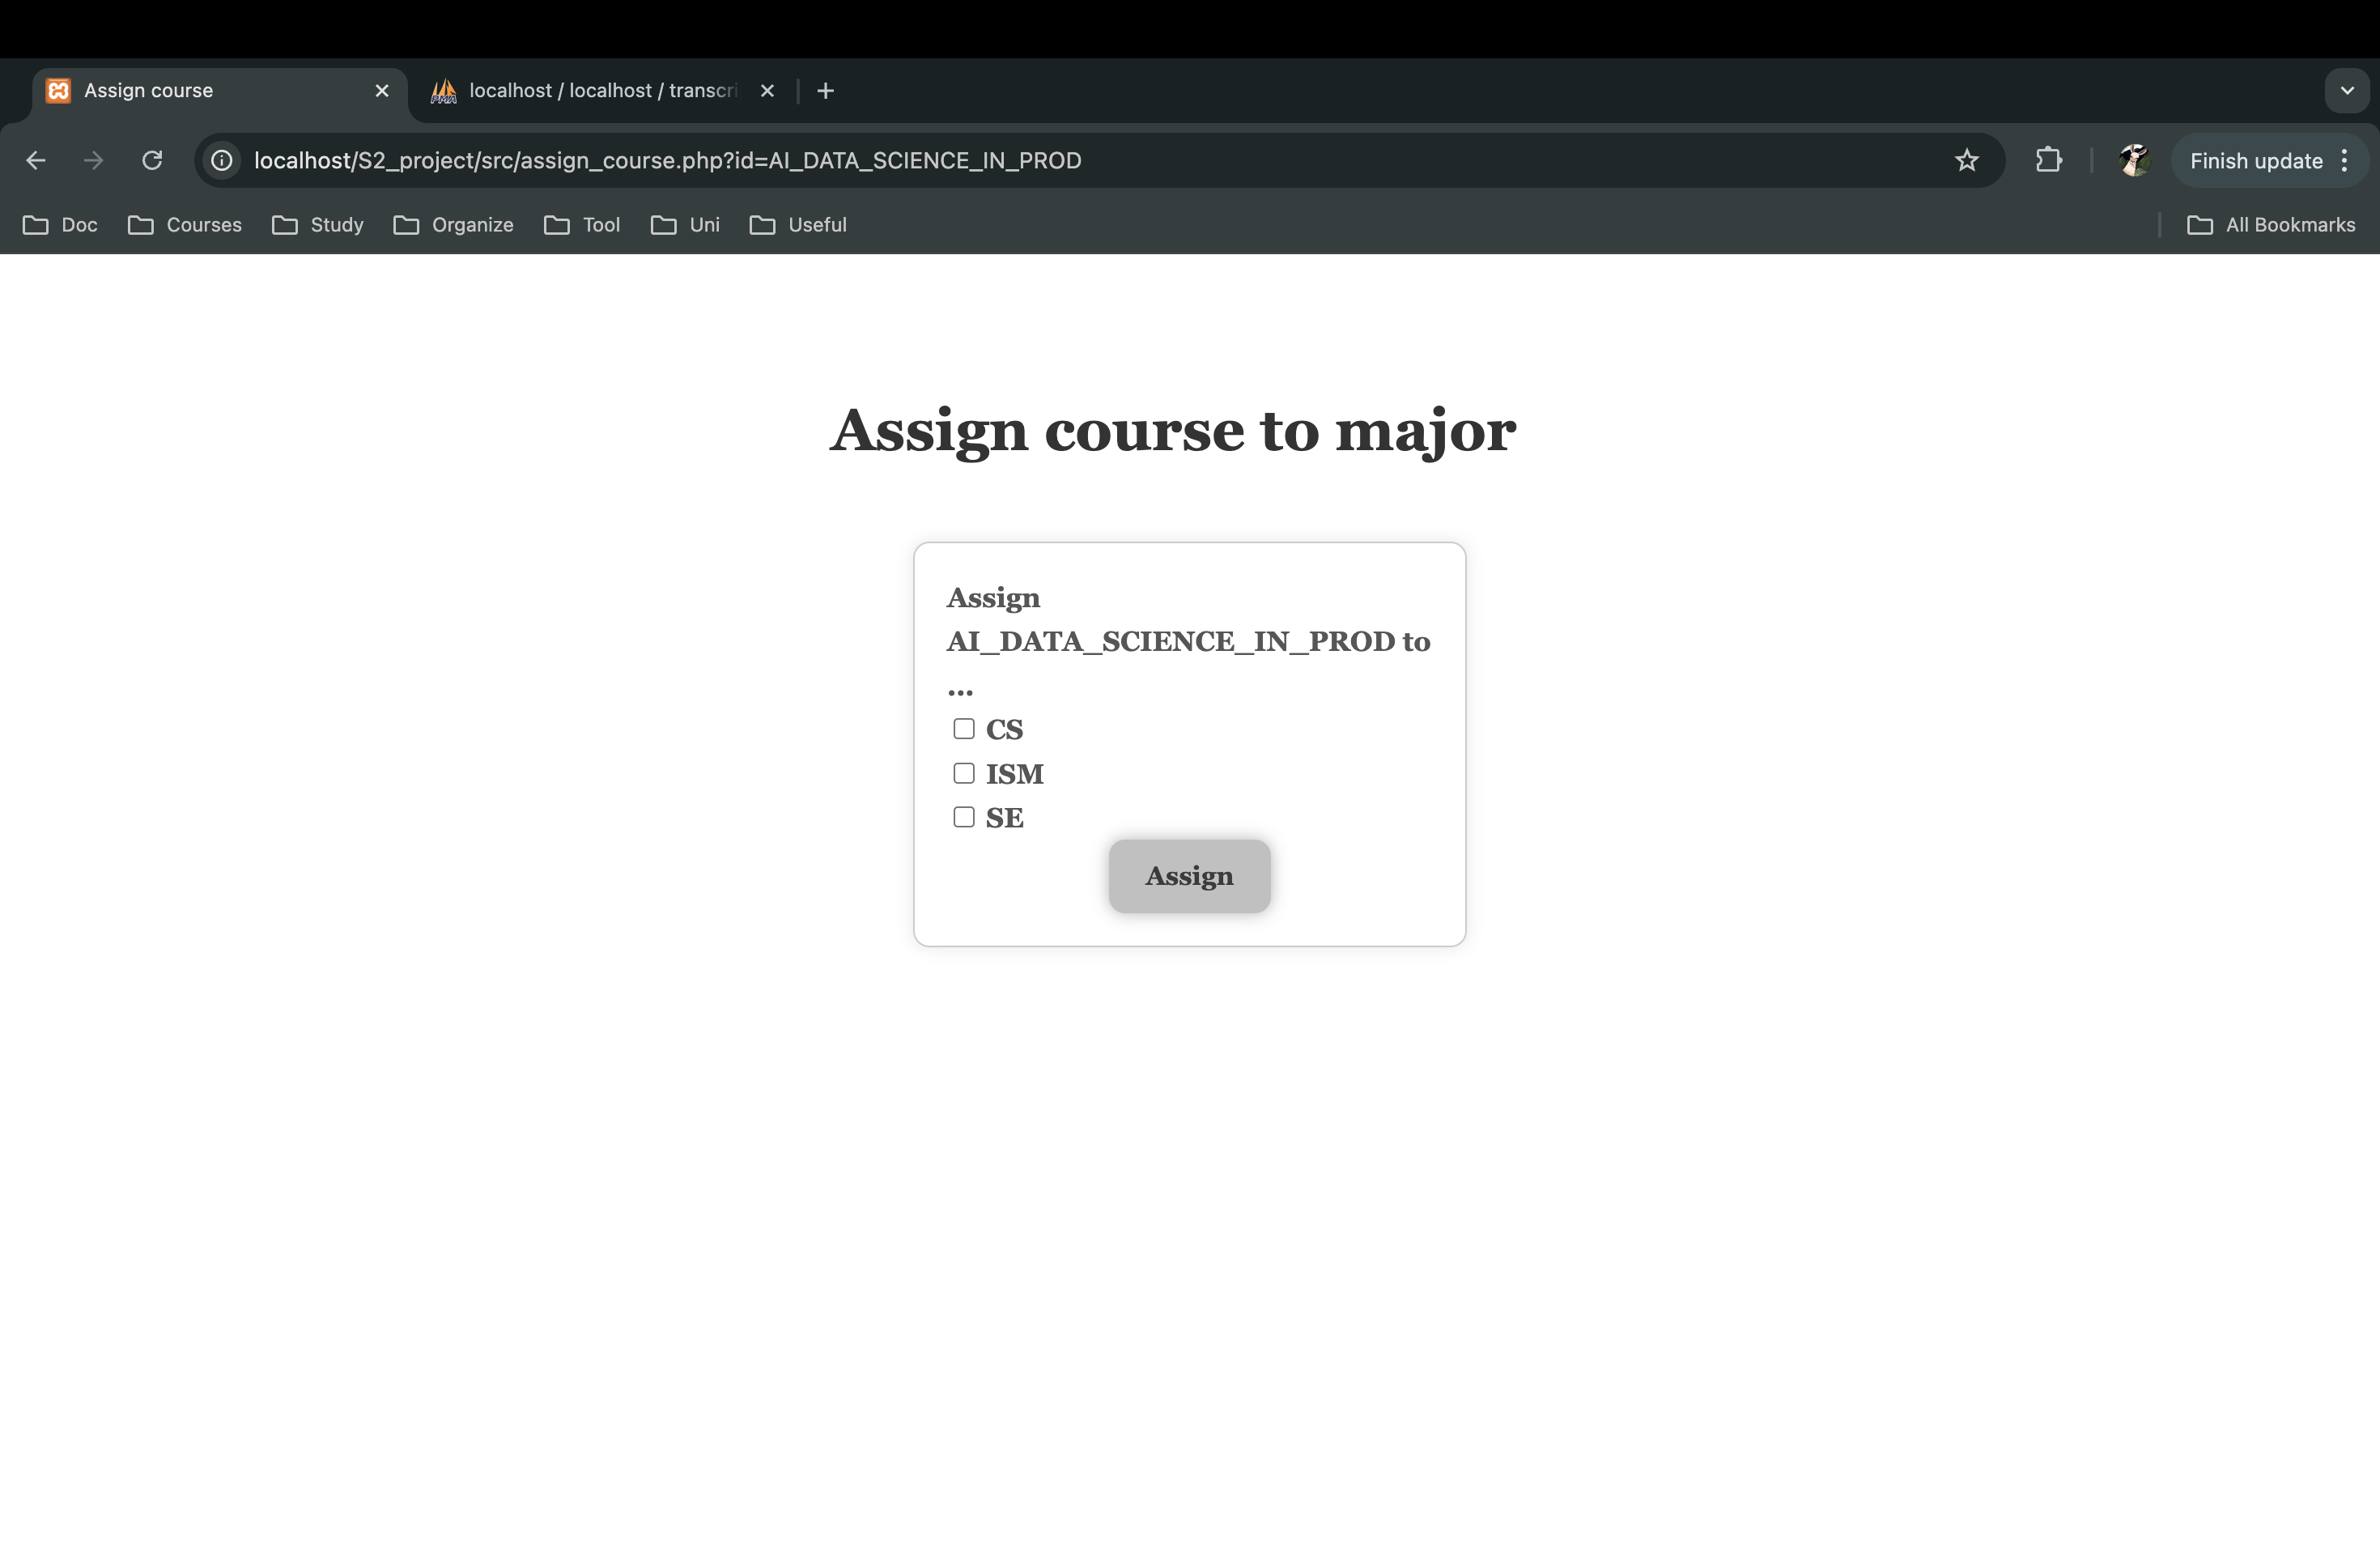 Assign course
localhost / localhost / transcri
localhost/S2_project/src/assign_course.php?id=AI_DATA_SCIENCE_IN_PROD
Finish update
Doc
Courses
Study
Organize
Tool
Uni
Useful
All Bookmarks
Assign course to major
Assign
AI_DATA_SCIENCE_IN_PROD to
...
CS
ISM
SE
Assign